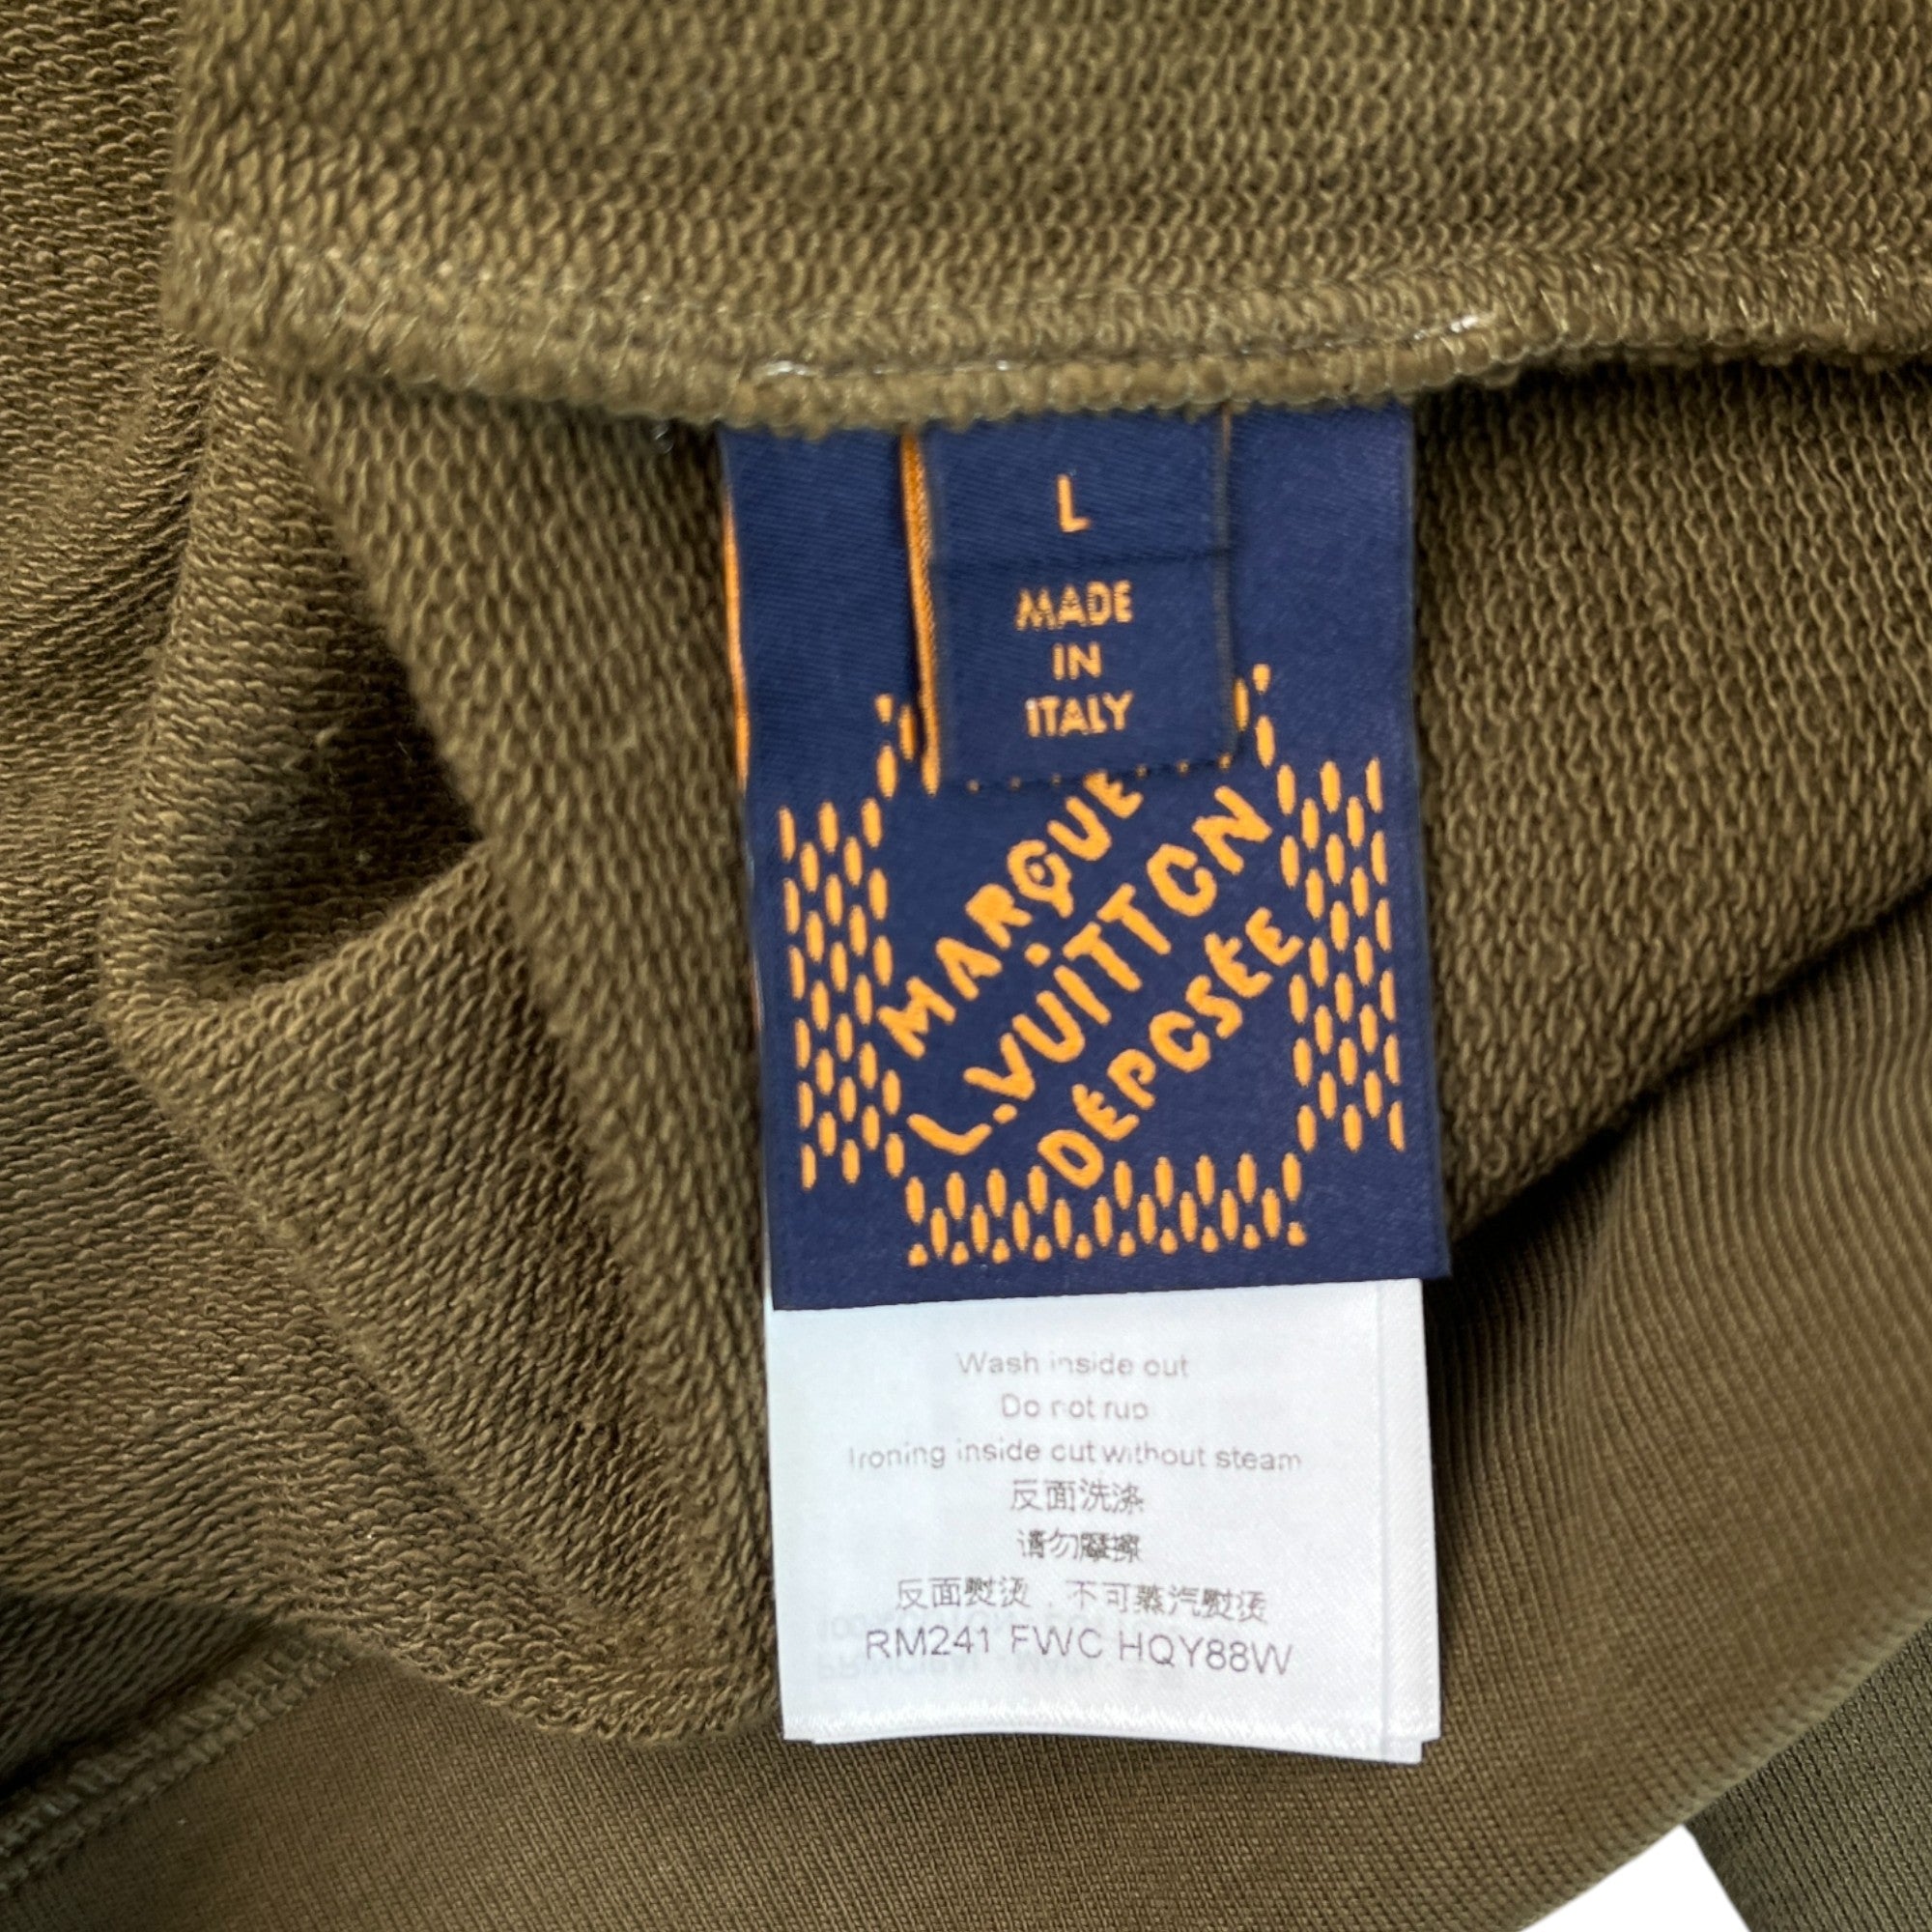 L
MADE
IN
ITALY
MARQUE
L.VUITTON
DÉPOSÉE
Wash inside out
Do not rub
Ironing inside out without steam
反面洗涤
请勿摩擦
反面熨烫，不可蒸汽熨烫
RM241 FWC HQY88W